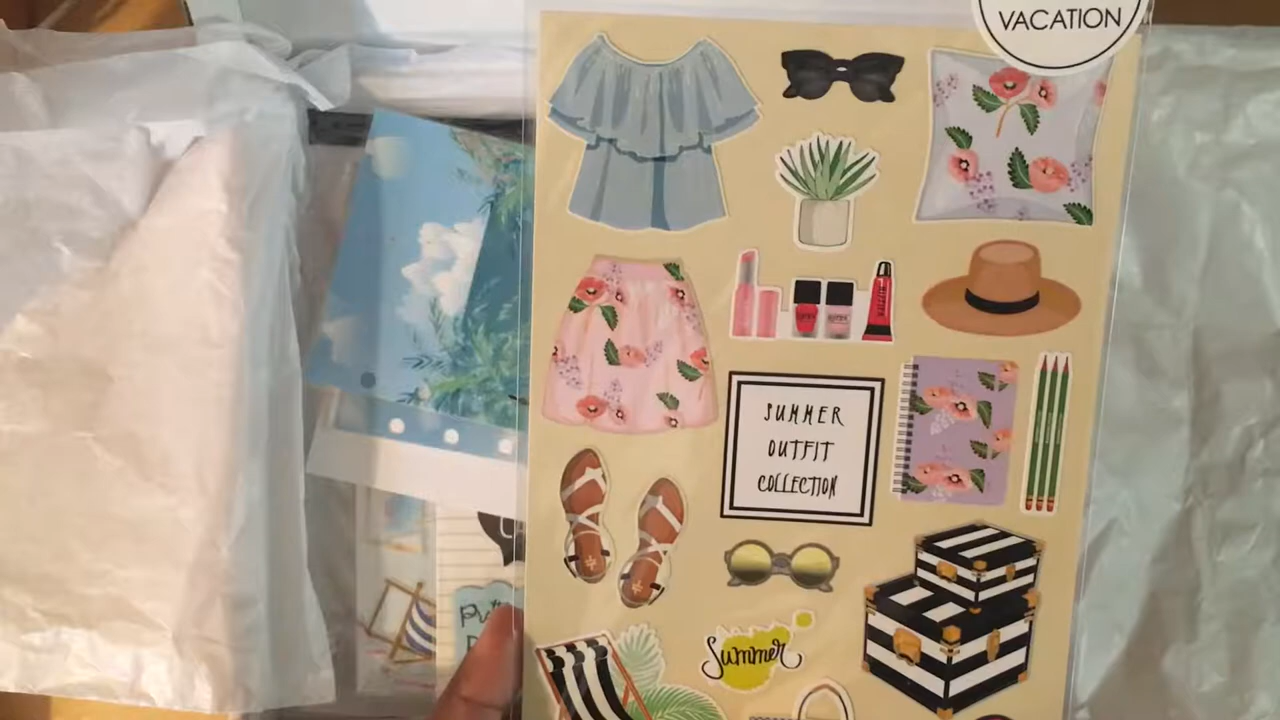 VACATION
SUMMER
OUTFIT
COLLECTION
Summer